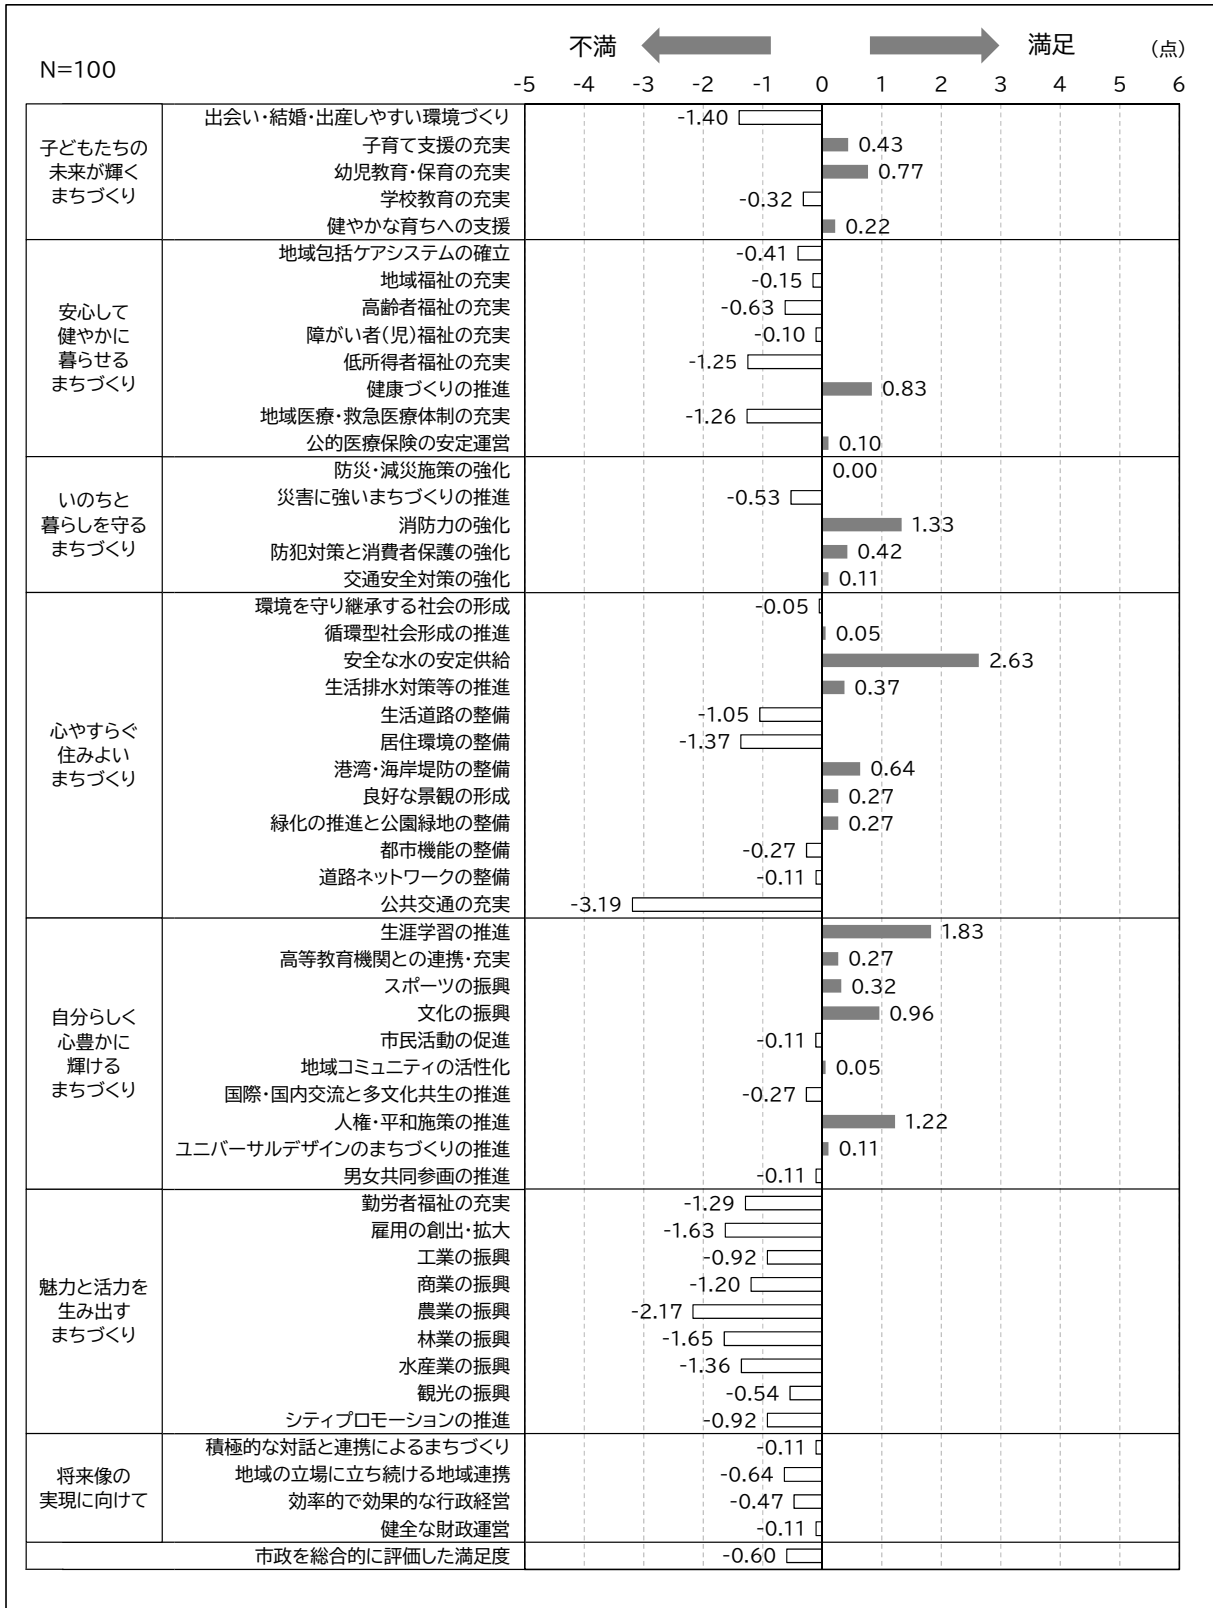 不満 満足 (点)
N=100
-5 -4 -3 -2 -1 0 1 2 3 4 5 6
子どもたちの
未来が輝く
まちづくり
出会い・結婚・出産しやすい環境づくり -1.40
子育て支援の充実 0.43
幼児教育・保育の充実 0.77
学校教育の充実 -0.32
健やかな育ちへの支援 0.22
安心して
健やかに
暮らせる
まちづくり
地域包括ケアシステムの確立 -0.41
地域福祉の充実 -0.15
高齢者福祉の充実 -0.63
障がい者(児)福祉の充実 -0.10
低所得者福祉の充実 -1.25
健康づくりの推進 0.83
地域医療・救急医療体制の充実 -1.26
公的医療保険の安定運営 0.10
いのちと
暮らしを守る
まちづくり
防災・減災施策の強化 0.00
災害に強いまちづくりの推進 -0.53
消防力の強化 1.33
防犯対策と消費者保護の強化 0.42
交通安全対策の強化 0.11
心やすらぐ
住みよい
まちづくり
環境を守り継承する社会の形成 -0.05
循環型社会形成の推進 0.05
安全な水の安定供給 2.63
生活排水対策等の推進 0.37
生活道路の整備 -1.05
居住環境の整備 -1.37
港湾・海岸堤防の整備 0.64
良好な景観の形成 0.27
緑化の推進と公園緑地の整備 0.27
都市機能の整備 -0.27
道路ネットワークの整備 -0.11
公共交通の充実 -3.19
自分らしく
心豊かに
輝ける
まちづくり
生涯学習の推進 1.83
高等教育機関との連携・充実 0.27
スポーツの振興 0.32
文化の振興 0.96
市民活動の促進 -0.11
地域コミュニティの活性化 0.05
国際・国内交流と多文化共生の推進 -0.27
人権・平和施策の推進 1.22
ユニバーサルデザインのまちづくりの推進 0.11
男女共同参画の推進 -0.11
魅力と活力を
生み出す
まちづくり
勤労者福祉の充実 -1.29
雇用の創出・拡大 -1.63
工業の振興 -0.92
商業の振興 -1.20
農業の振興 -2.17
林業の振興 -1.65
水産業の振興 -1.36
観光の振興 -0.54
シティプロモーションの推進 -0.92
将来像の
実現に向けて
積極的な対話と連携によるまちづくり -0.11
地域の立場に立ち続ける地域連携 -0.64
効率的で効果的な行政経営 -0.47
健全な財政運営 -0.11
市政を総合的に評価した満足度 -0.60